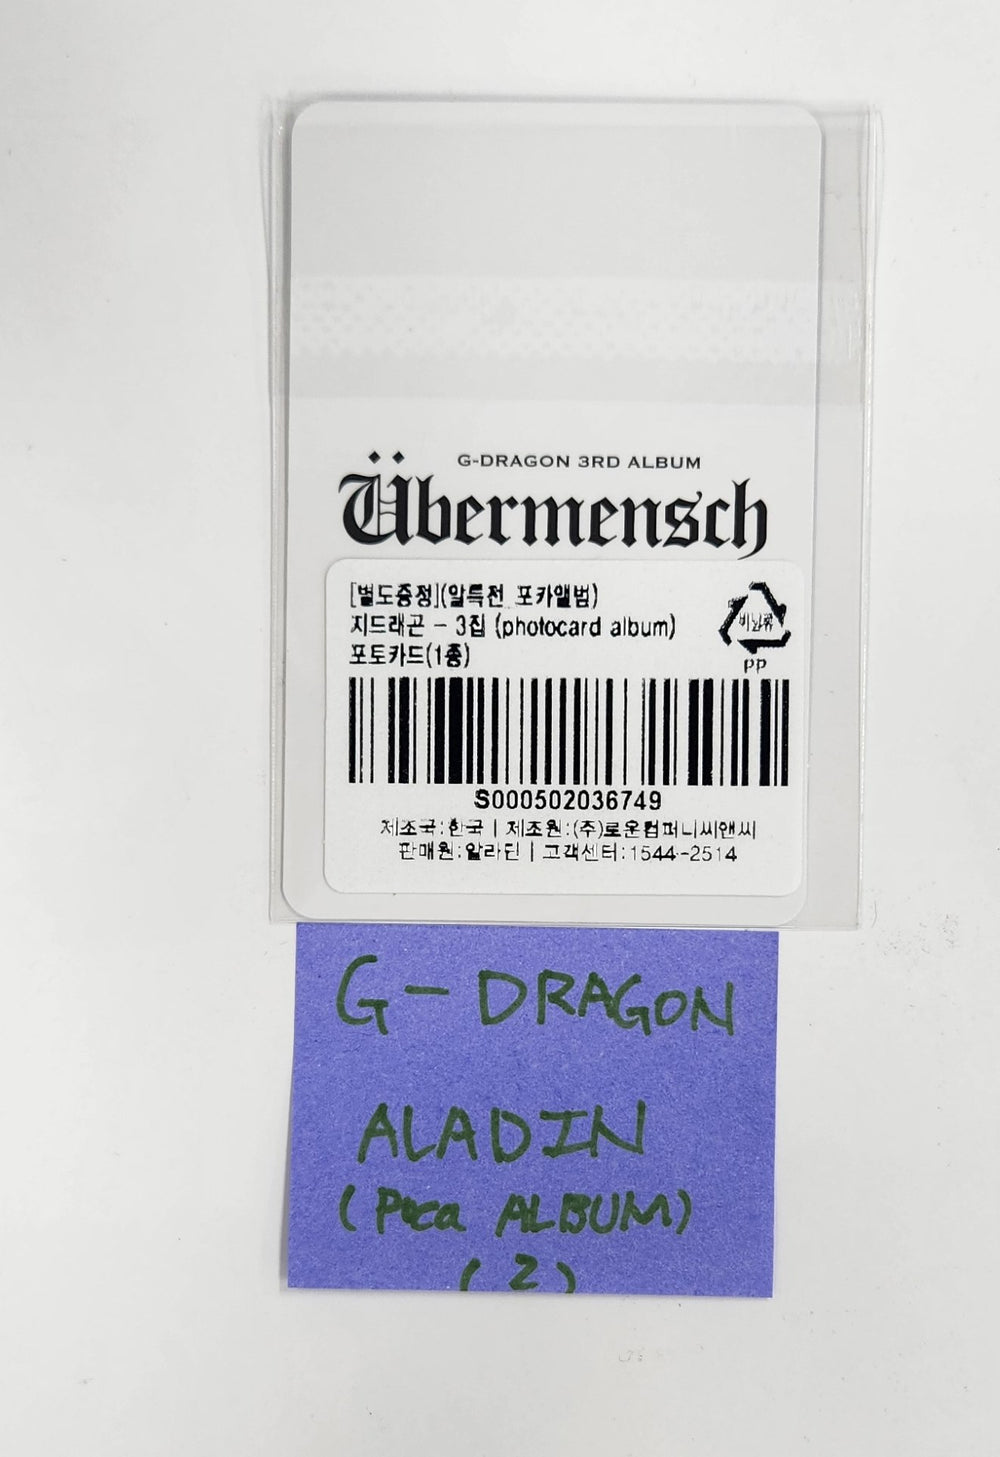 G-DRAGON 3RD ALBUM
Übermensch
[별도증정](알특전 포카앨범)
지드래곤 - 3집 (photocard album)
포토카드(1종)
비닐류
PP
S000502036749
제조국:한국 | 제조원:(주)로운컴퍼니씨앤씨
판매원:알라딘 | 고객센터:1544-2514
G-DRAGON
ALADIN
(Poca ALBUM)
(2)